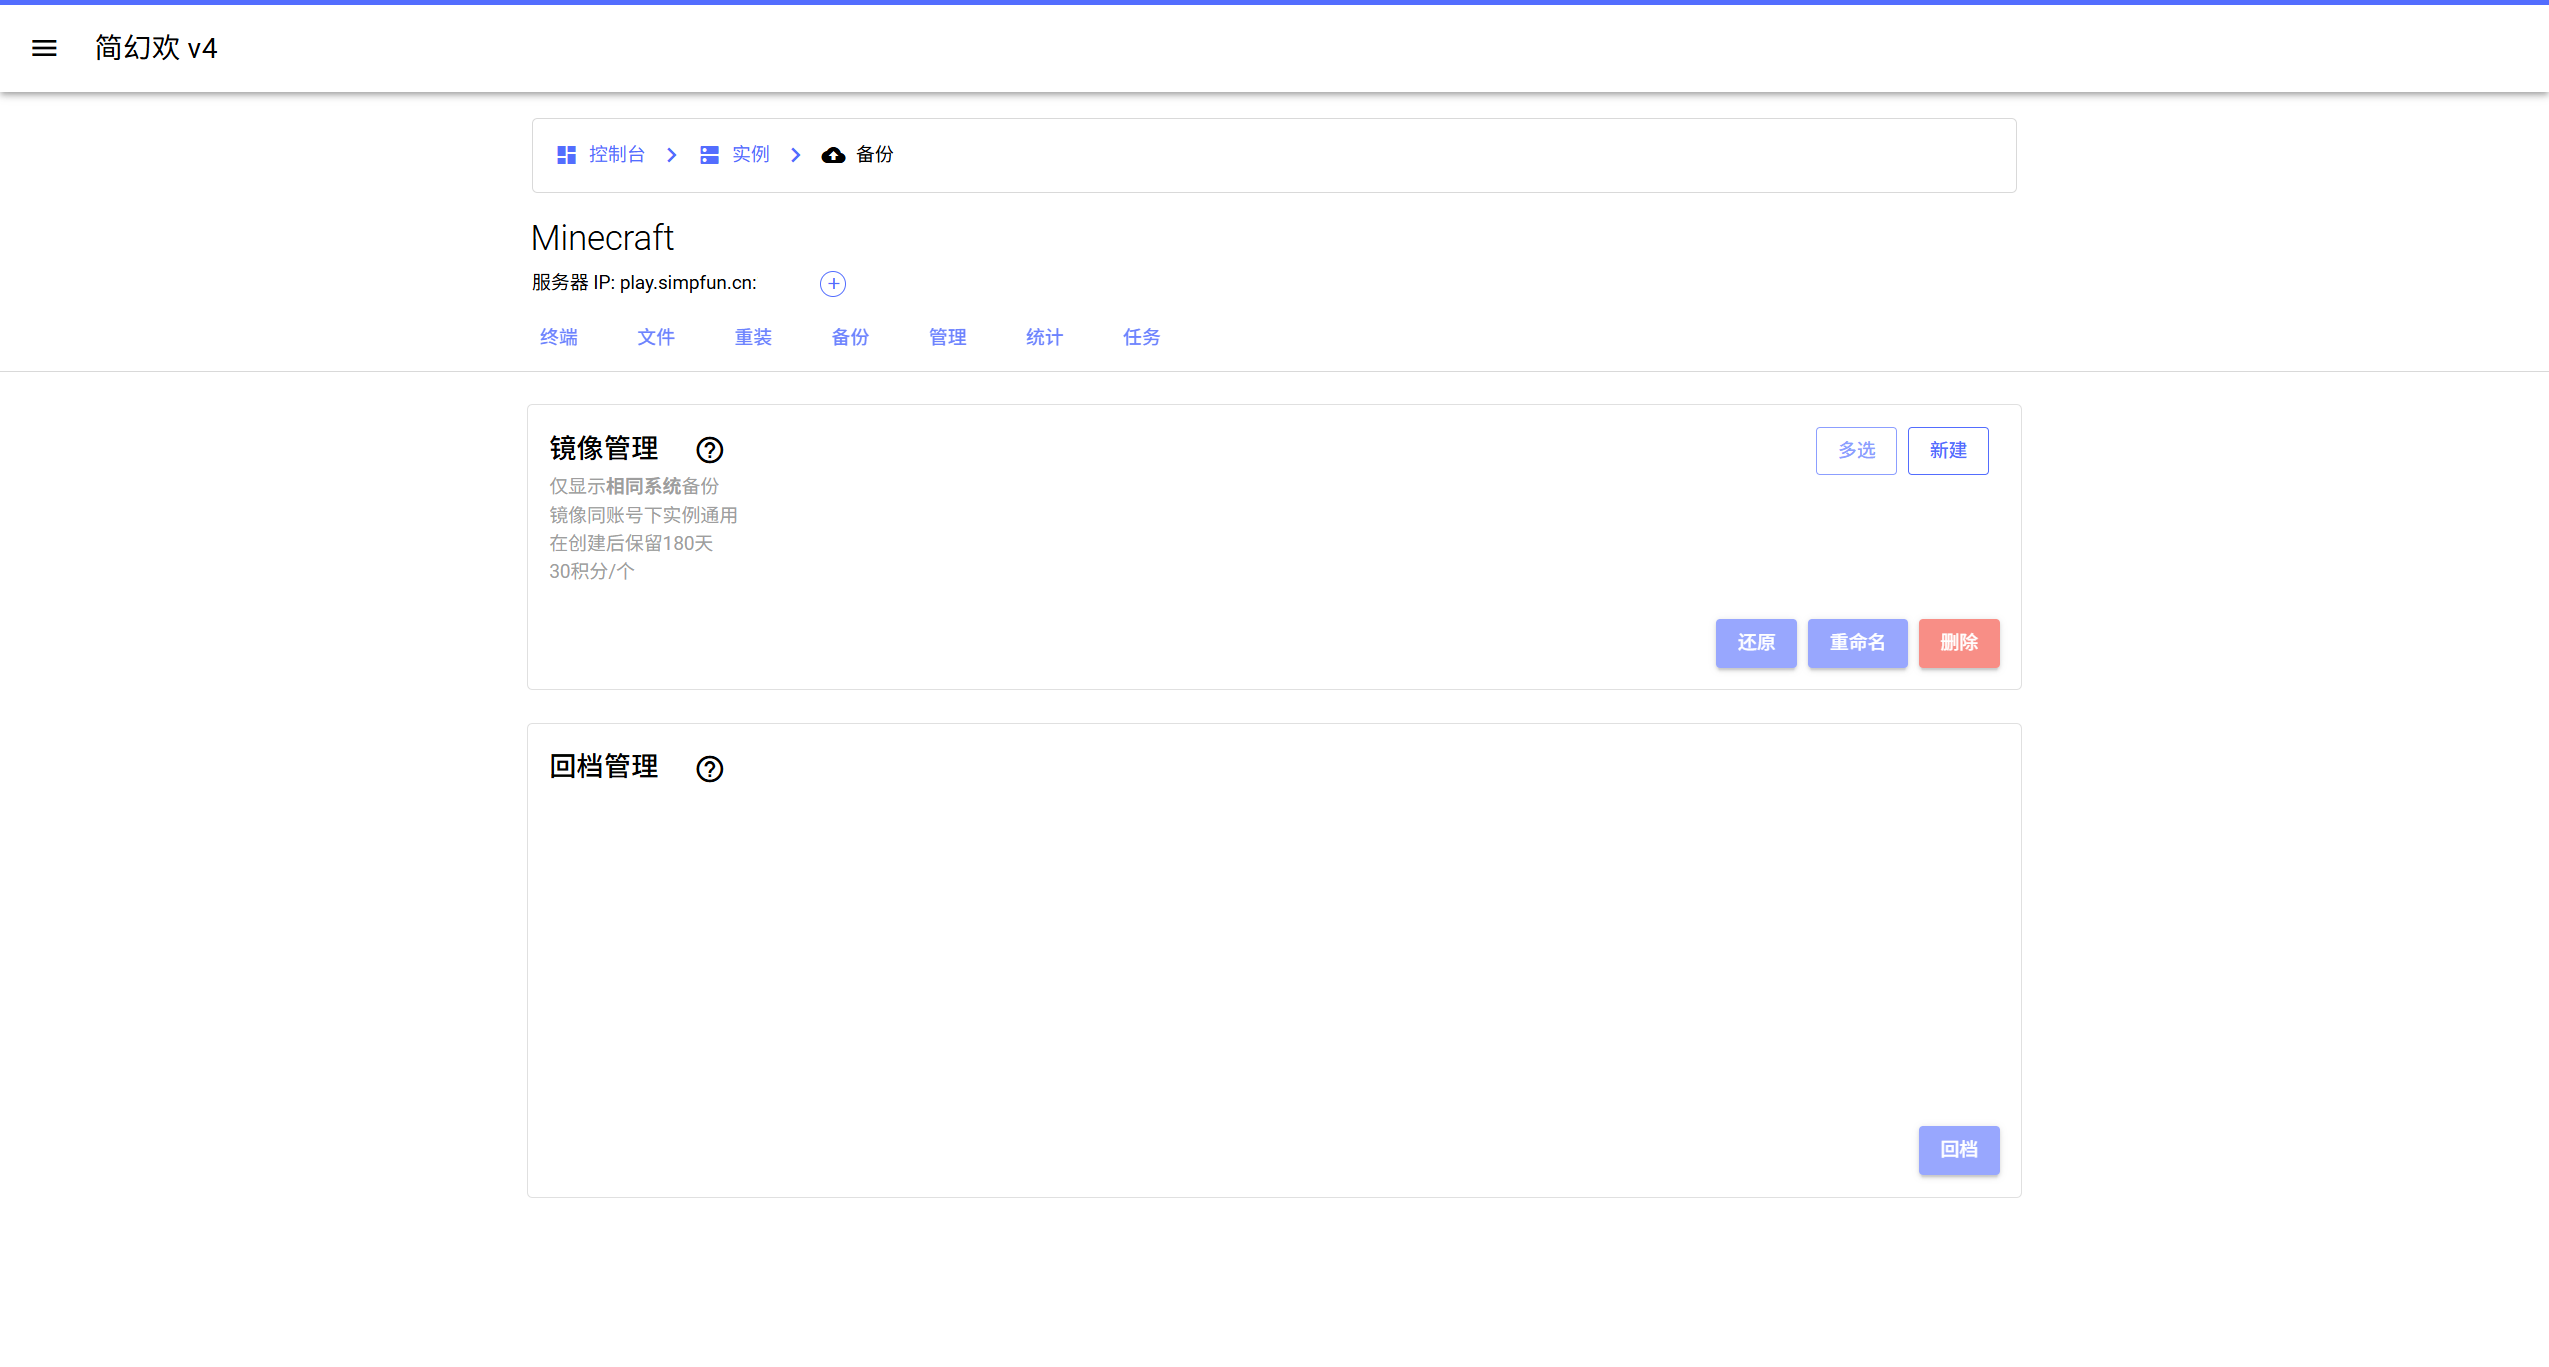 简幻欢 v4
控制台 实例 备份
Minecraft
服务器 IP: play.simpfun.cn:
终端 文件 重装 备份 管理 统计 任务
镜像管理 多选 新建
仅显示相同系统备份
镜像同账号下实例通用
在创建后保留180天
30积分/个
还原 重命名 删除
回档管理
回档